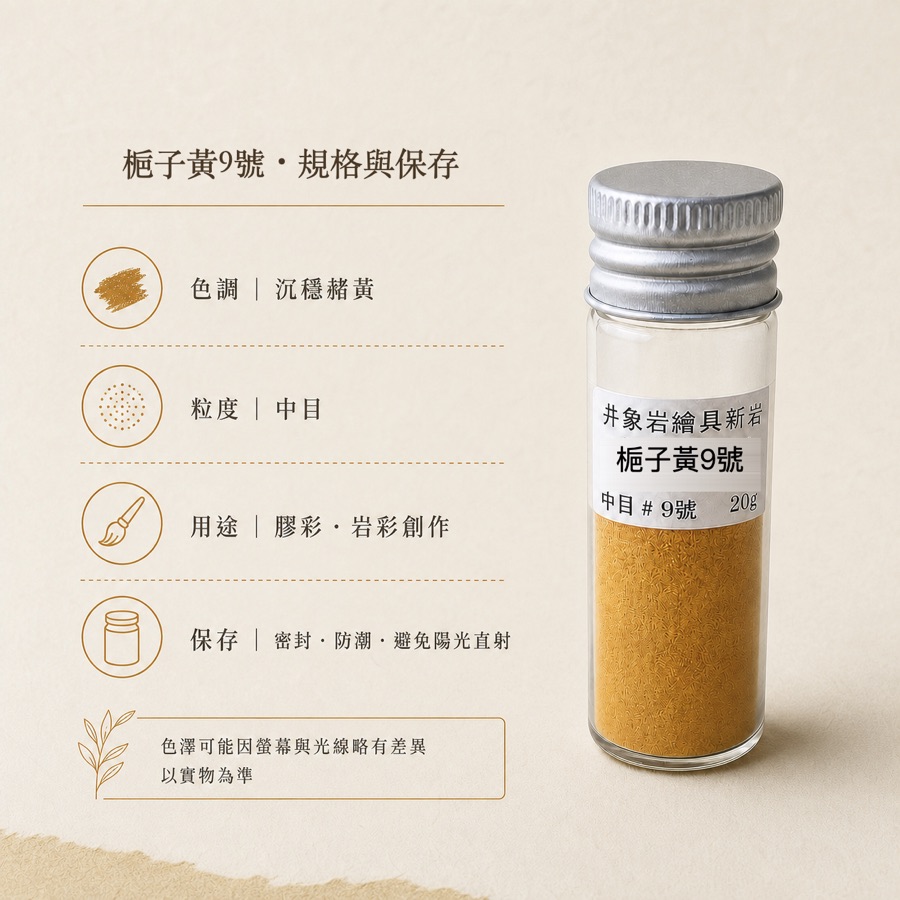 梔子黃9號・規格與保存
色調｜沉穩赭黃
粒度｜中目
用途｜膠彩・岩彩創作
保存｜密封・防潮・避免陽光直射
色澤可能因螢幕與光線略有差異
以實物為準
井象岩繪具新岩
梔子黃9號
中目 # 9號 20g